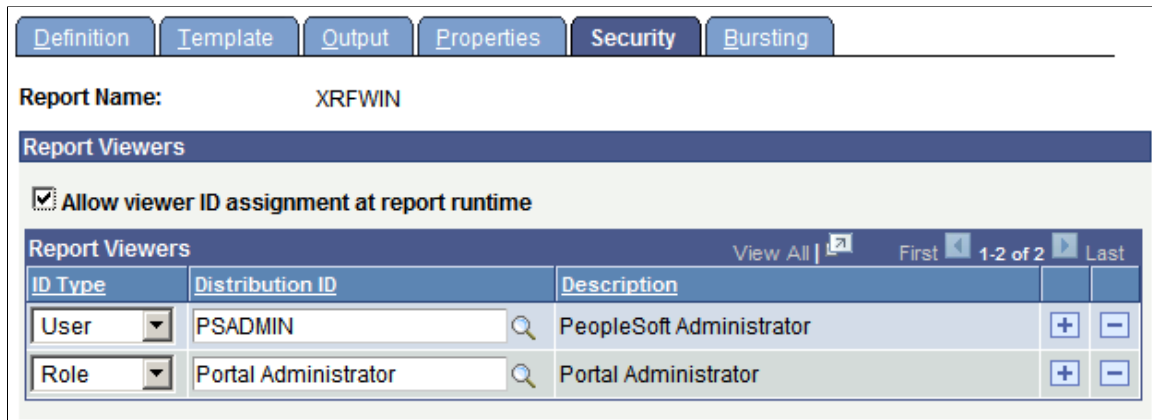 Definition Template Output Properties Security Bursting
Report Name: XRFWIN
Report Viewers
Allow viewer ID assignment at report runtime
Report Viewers View All | First 1-2 of 2 Last
ID Type Distribution ID Description
User PSADMIN PeopleSoft Administrator
Role Portal Administrator Portal Administrator